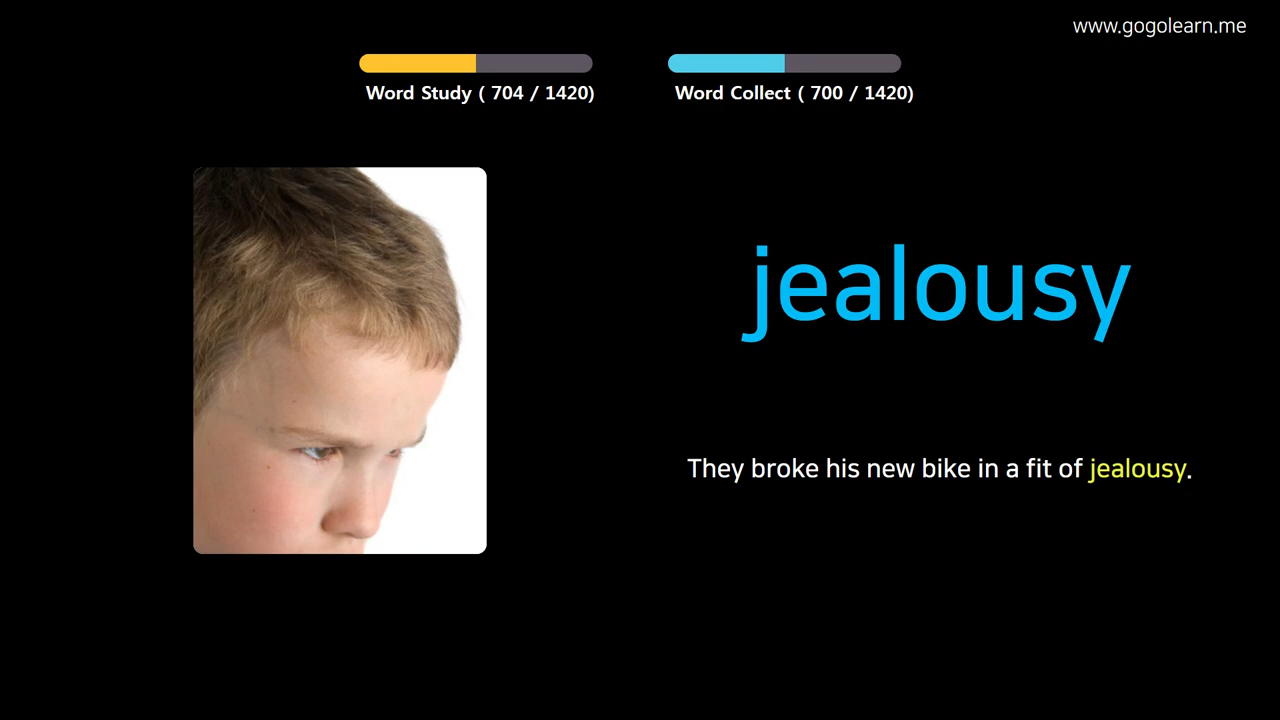 www.gogolearn.me
Word Study ( 704 / 1420)
Word Collect ( 700 / 1420)
jealousy
They broke his new bike in a fit of jealousy.